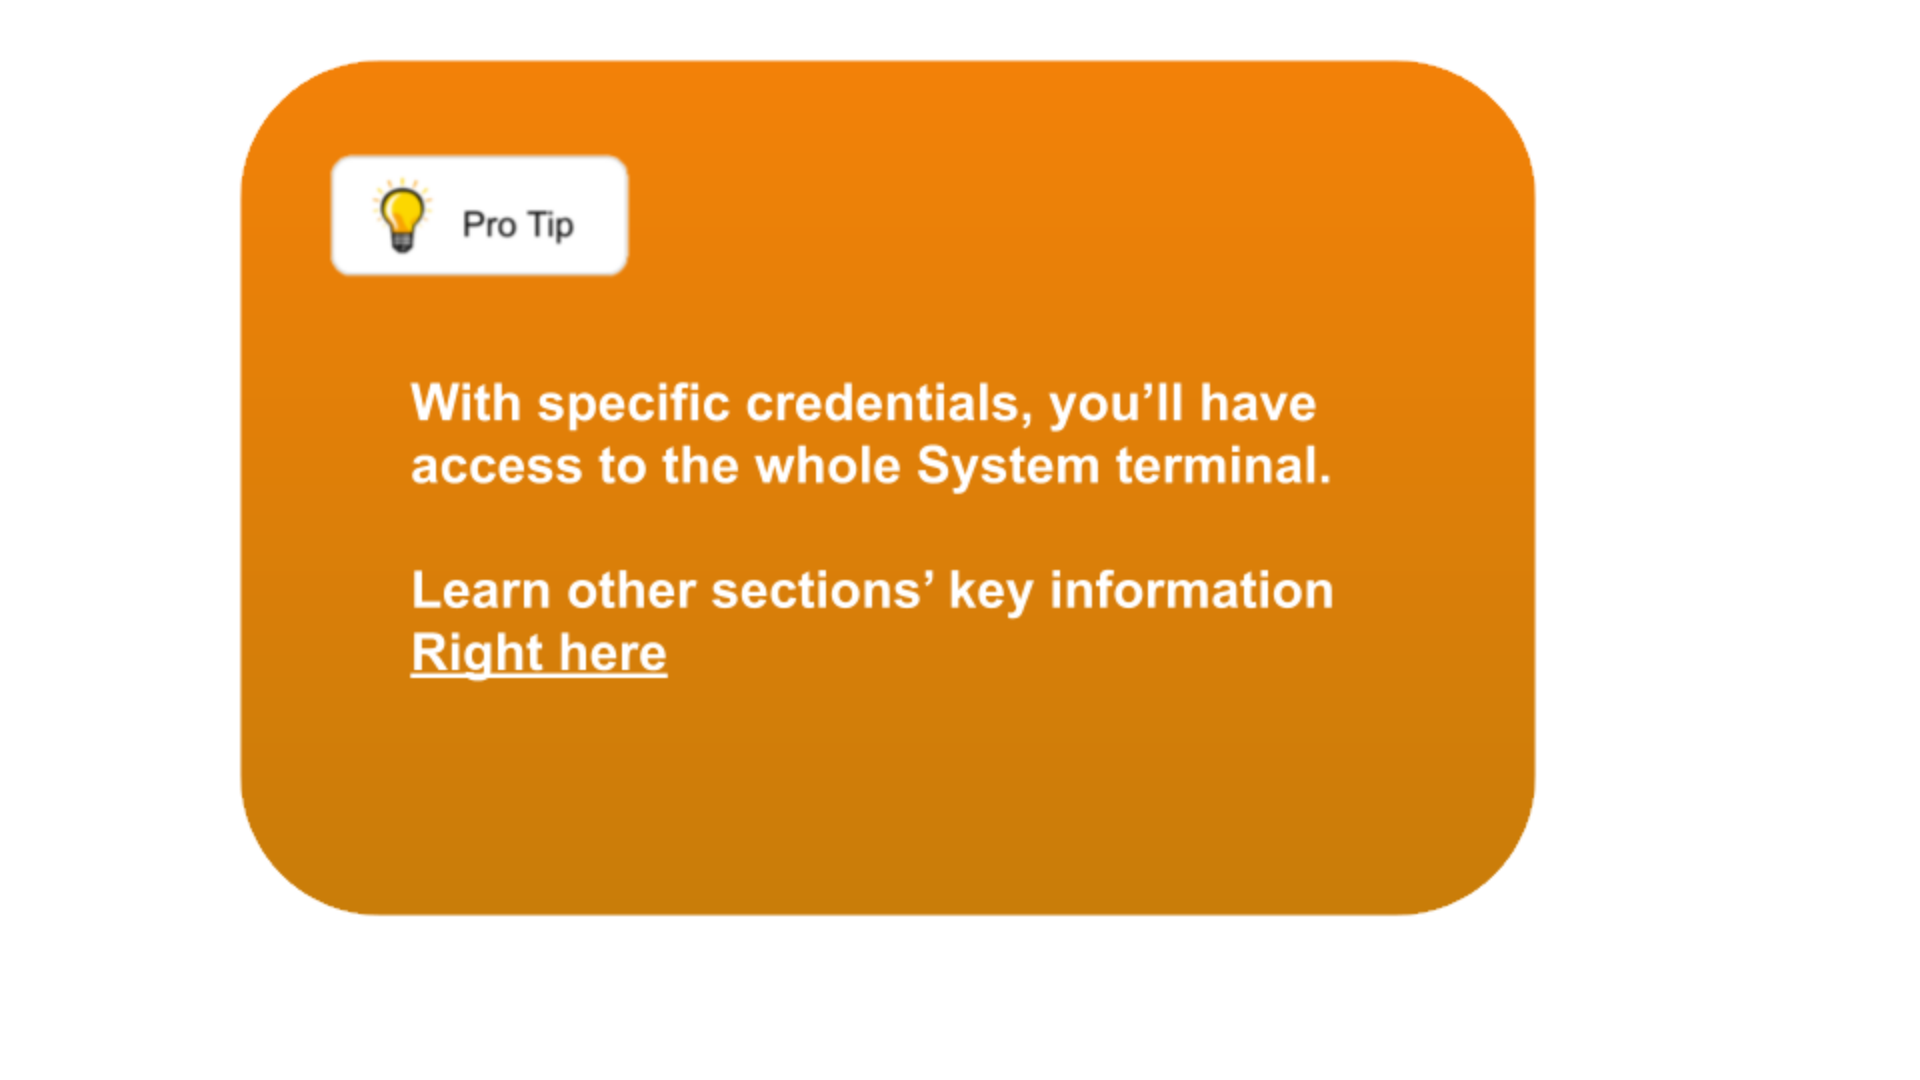 Pro Tip
With specific credentials, you’ll have
access to the whole System terminal.
Learn other sections’ key information
Right here